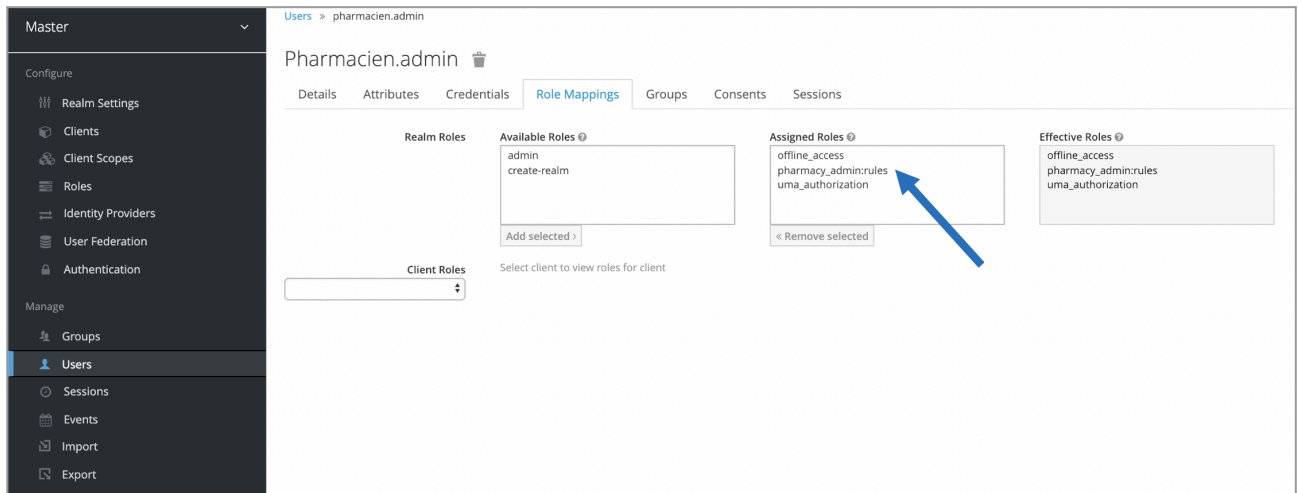 Master
Configure
Realm Settings
Clients
Client Scopes
Roles
Identity Providers
User Federation
Authentication
Manage
Groups
Users
Sessions
Events
Import
Export
Users » pharmacien.admin
Pharmacien.admin
Details Attributes Credentials Role Mappings Groups Consents Sessions
Realm Roles
Available Roles
admin
create-realm
Add selected ›
Assigned Roles
offline_access
pharmacy_admin:rules
uma_authorization
« Remove selected
Effective Roles
offline_access
pharmacy_admin:rules
uma_authorization
Client Roles
Select client to view roles for client